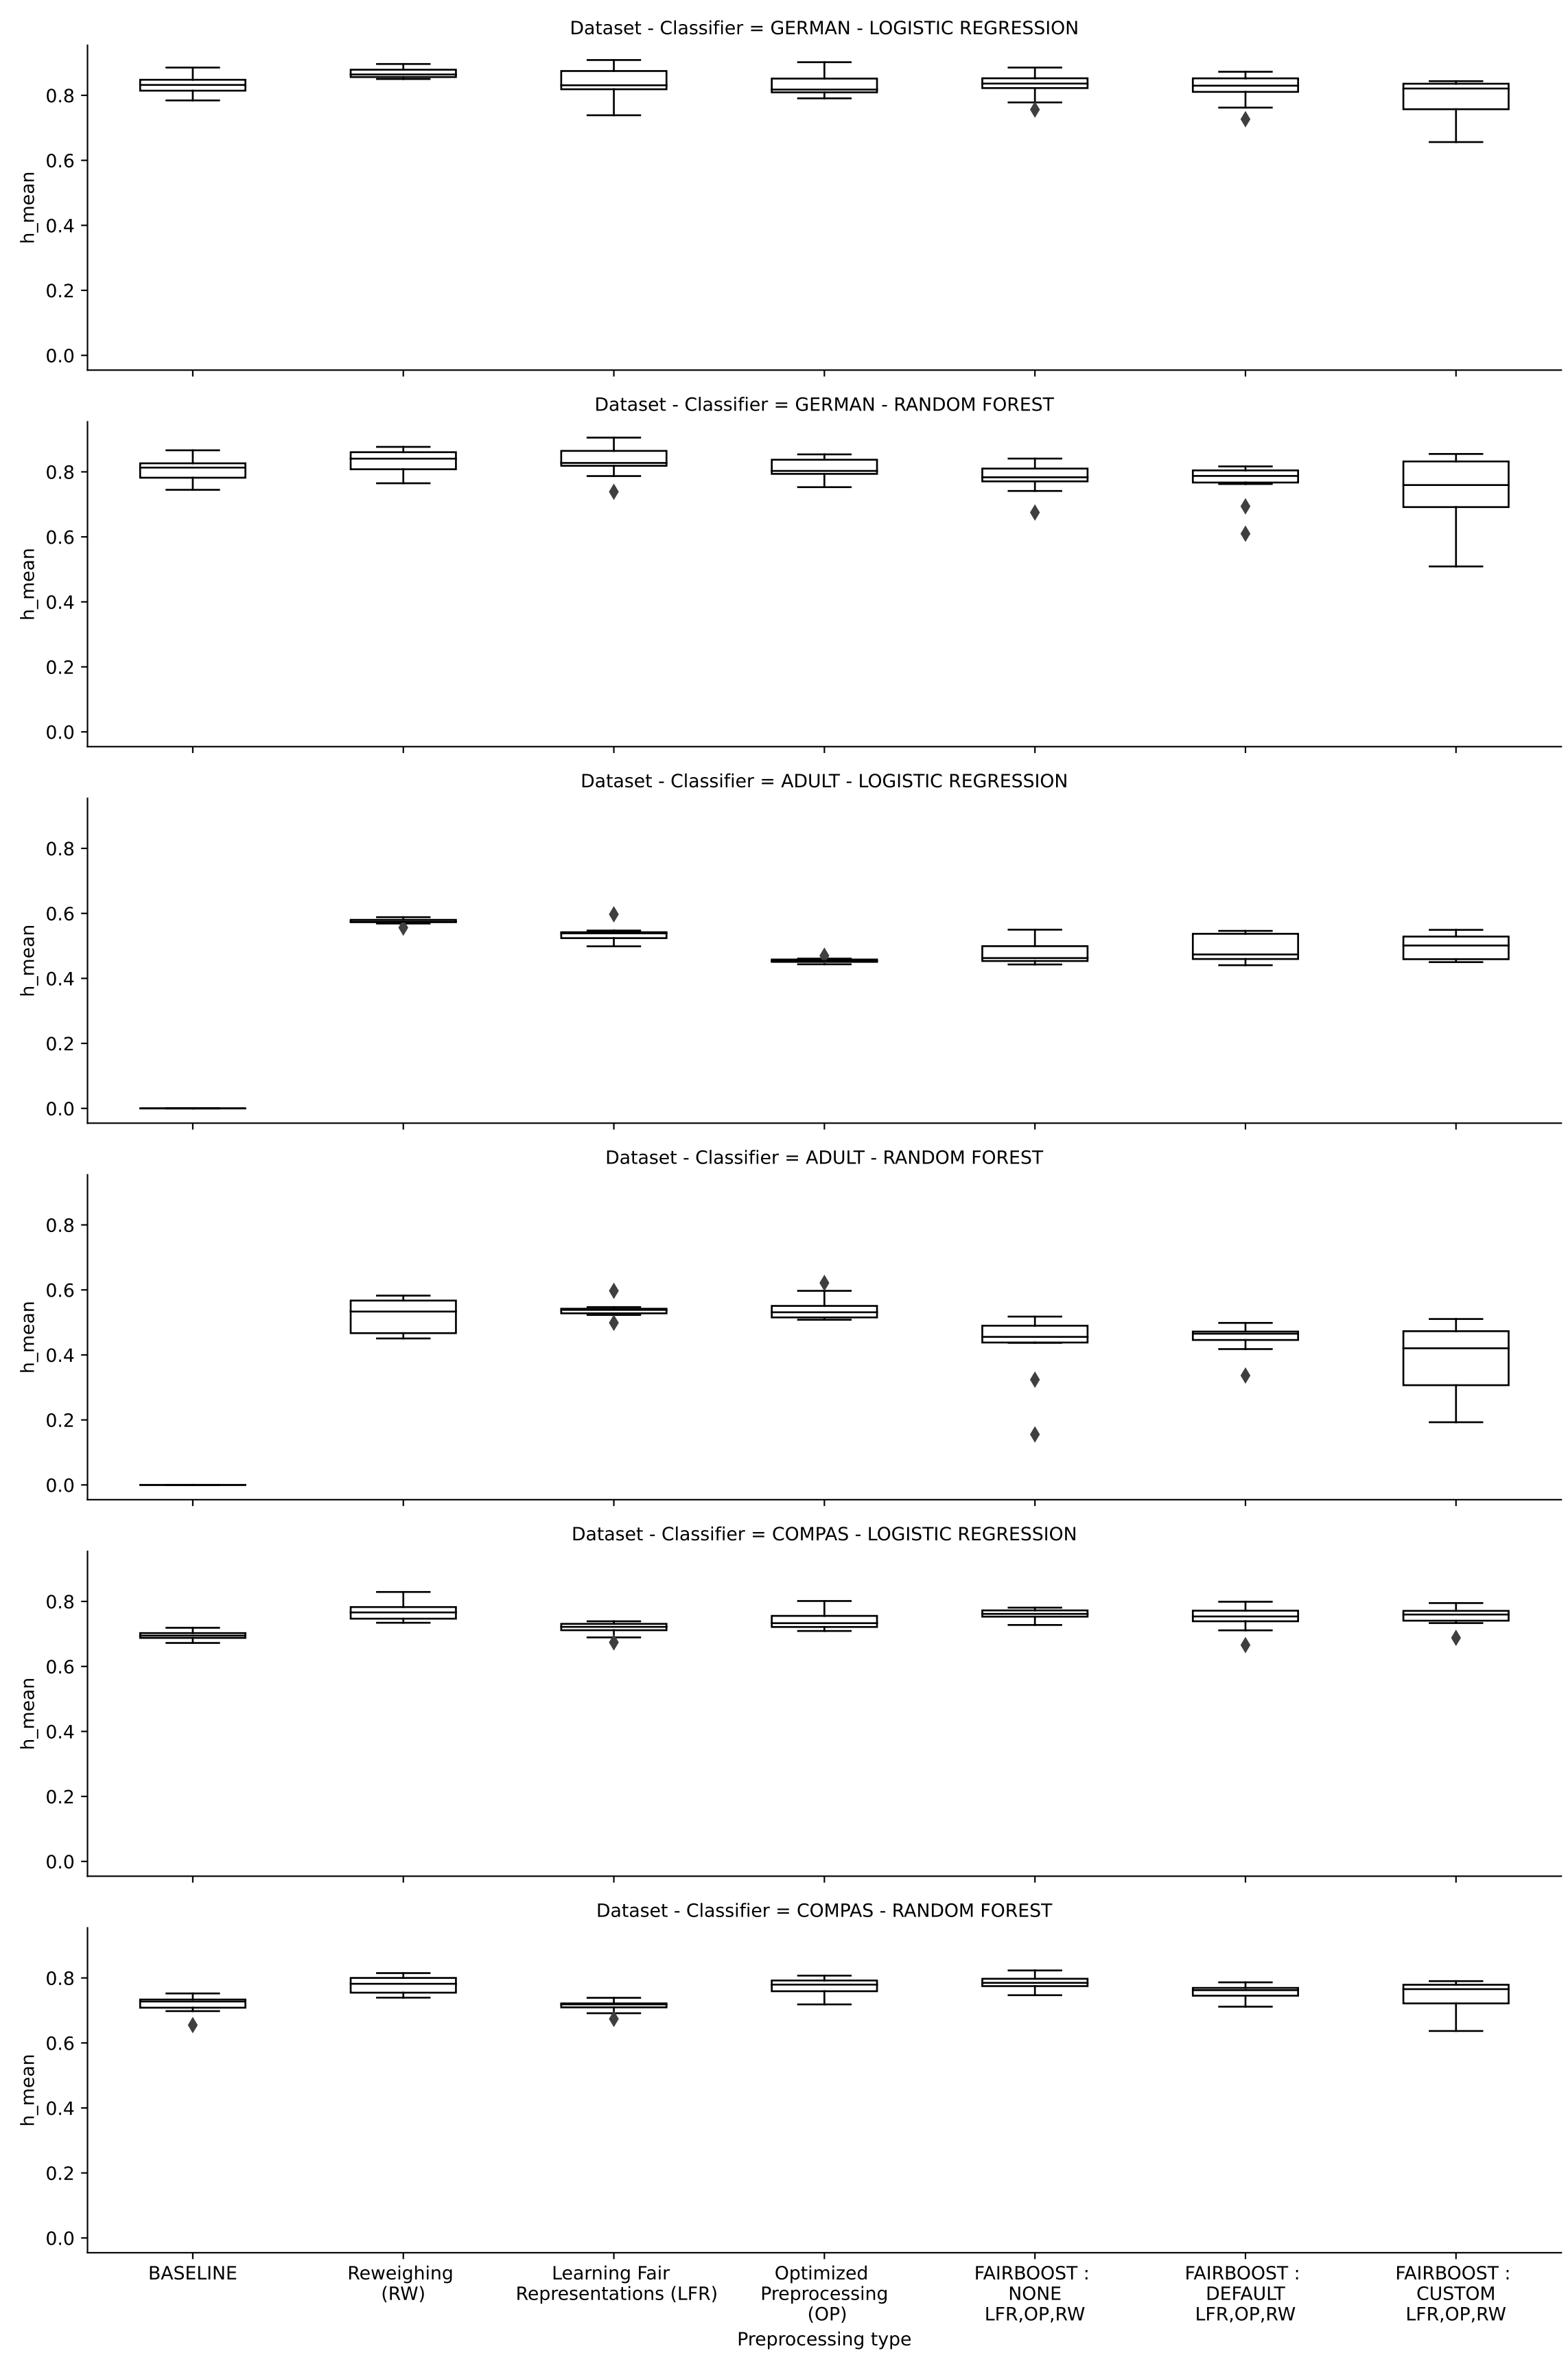 Dataset - Classifier = GERMAN - LOGISTIC REGRESSION
0.8
0.6
0.4
0.2
0.0
h_mean
Dataset - Classifier = GERMAN - RANDOM FOREST
0.8
0.6
0.4
0.2
0.0
h_mean
Dataset - Classifier = ADULT - LOGISTIC REGRESSION
0.8
0.6
0.4
0.2
0.0
h_mean
Dataset - Classifier = ADULT - RANDOM FOREST
0.8
0.6
0.4
0.2
0.0
h_mean
Dataset - Classifier = COMPAS - LOGISTIC REGRESSION
0.8
0.6
0.4
0.2
0.0
h_mean
Dataset - Classifier = COMPAS - RANDOM FOREST
0.8
0.6
0.4
0.2
0.0
h_mean
BASELINE
Reweighing
(RW)
Learning Fair
Representations (LFR)
Optimized
Preprocessing
(OP)
FAIRBOOST :
NONE
LFR,OP,RW
FAIRBOOST :
DEFAULT
LFR,OP,RW
FAIRBOOST :
CUSTOM
LFR,OP,RW
Preprocessing type